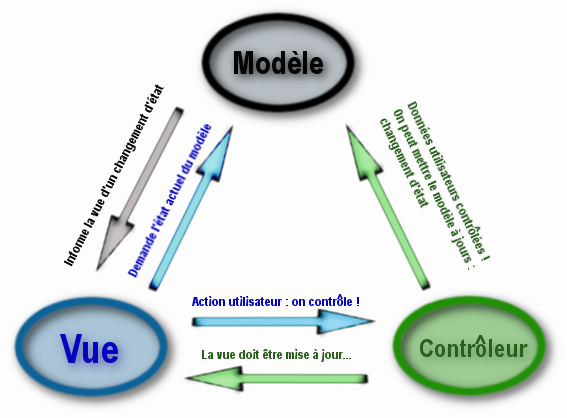 Modèle
Informe la vue d'un changement d'état
Demande l'état actuel du modèle
Données utilisateurs contrôlées !
On peut mettre le modèle à jours :
changement d'état
Action utilisateur : on contrôle !
Vue
Contrôleur
La vue doit être mise à jour...